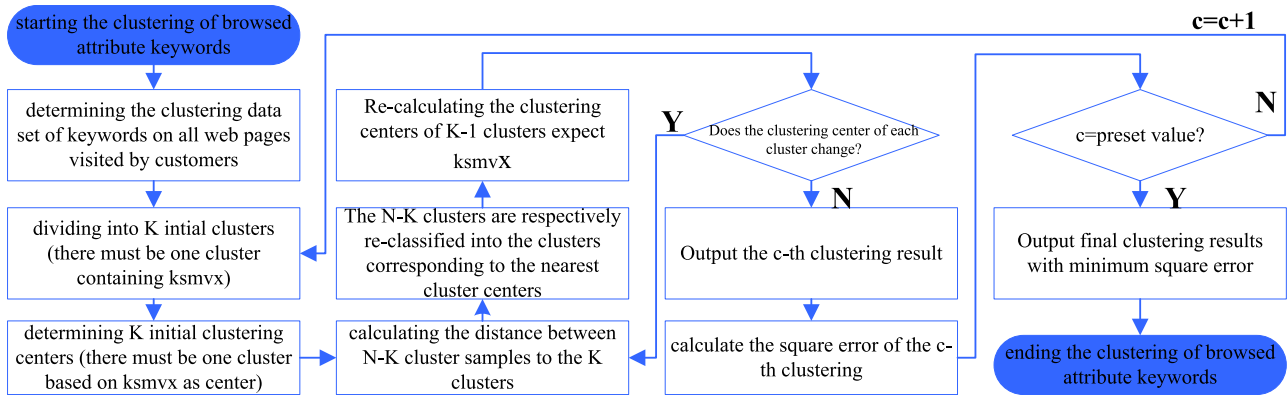 starting the clustering of browsed
attribute keywords
determining the clustering data
set of keywords on all web pages
visited by customers
dividing into K intial clusters
(there must be one cluster
containing ksmvx)
determining K initial clustering
centers (there must be one cluster
based on ksmvx as center)
calculating the distance between
N-K cluster samples to the K
clusters
The N-K clusters are respectively
re-classified into the clusters
corresponding to the nearest
cluster centers
Re-calculating the clustering
centers of K-1 clusters expect
ksmvx
Does the clustering center of each
cluster change?
Y
N
Output the c-th clustering result
calculate the square error of the c-
th clustering
c=preset value?
N
c=c+1
Y
Output final clustering results
with minimum square error
ending the clustering of browsed
attribute keywords